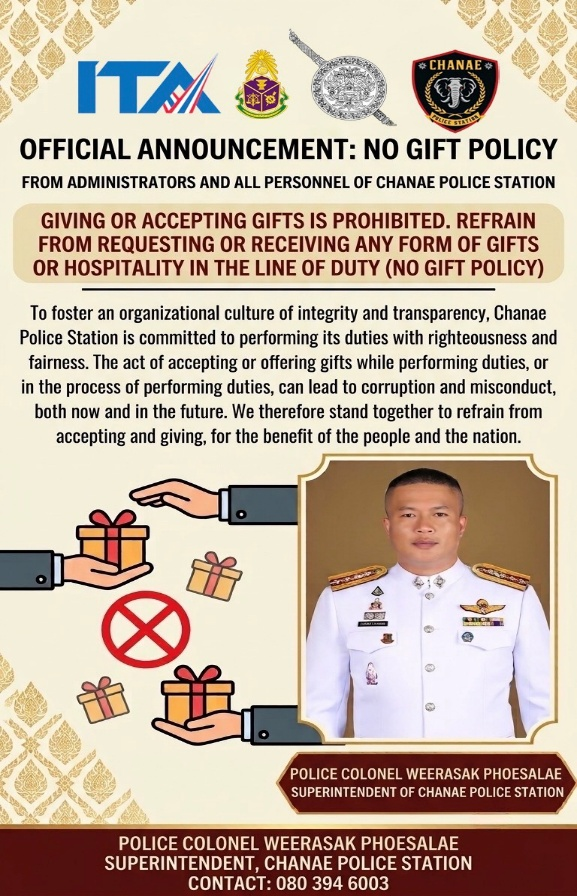 ITA
CHANAE
POLICE STATION
OFFICIAL ANNOUNCEMENT: NO GIFT POLICY
FROM ADMINISTRATORS AND ALL PERSONNEL OF CHANAE POLICE STATION
GIVING OR ACCEPTING GIFTS IS PROHIBITED. REFRAIN
FROM REQUESTING OR RECEIVING ANY FORM OF GIFTS
OR HOSPITALITY IN THE LINE OF DUTY (NO GIFT POLICY)
To foster an organizational culture of integrity and transparency, Chanae
Police Station is committed to performing its duties with righteousness and
fairness. The act of accepting or offering gifts while performing duties, or
in the process of performing duties, can lead to corruption and misconduct,
both now and in the future. We therefore stand together to refrain from
accepting and giving, for the benefit of the people and the nation.
POLICE COLONEL WEERASAK PHOESALAE
SUPERINTENDENT OF CHANAE POLICE STATION
POLICE COLONEL WEERASAK PHOESALAE
SUPERINTENDENT, CHANAE POLICE STATION
CONTACT: 080 394 6003